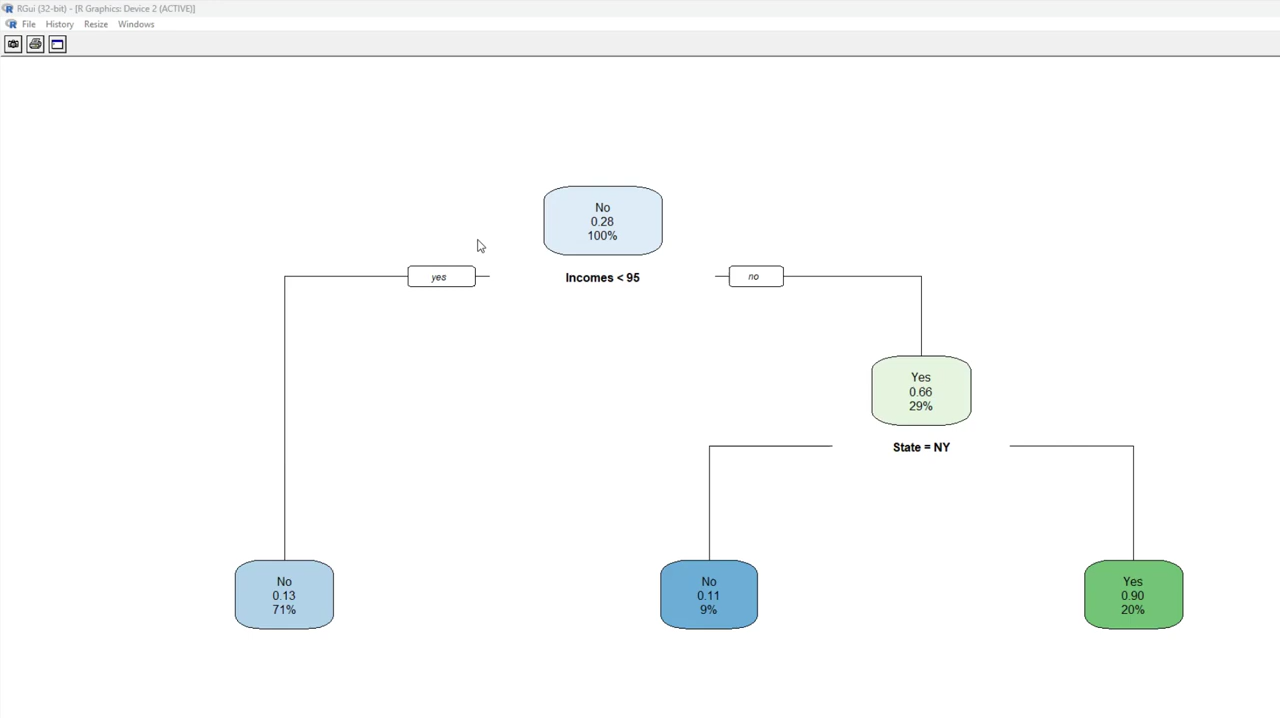 RGui (32-bit) - [R Graphics: Device 2 (ACTIVE)]
File History Resize Windows
No
0.28
100%
yes
Incomes < 95
no
Yes
0.66
29%
State = NY
No
0.13
71%
No
0.11
9%
Yes
0.90
20%